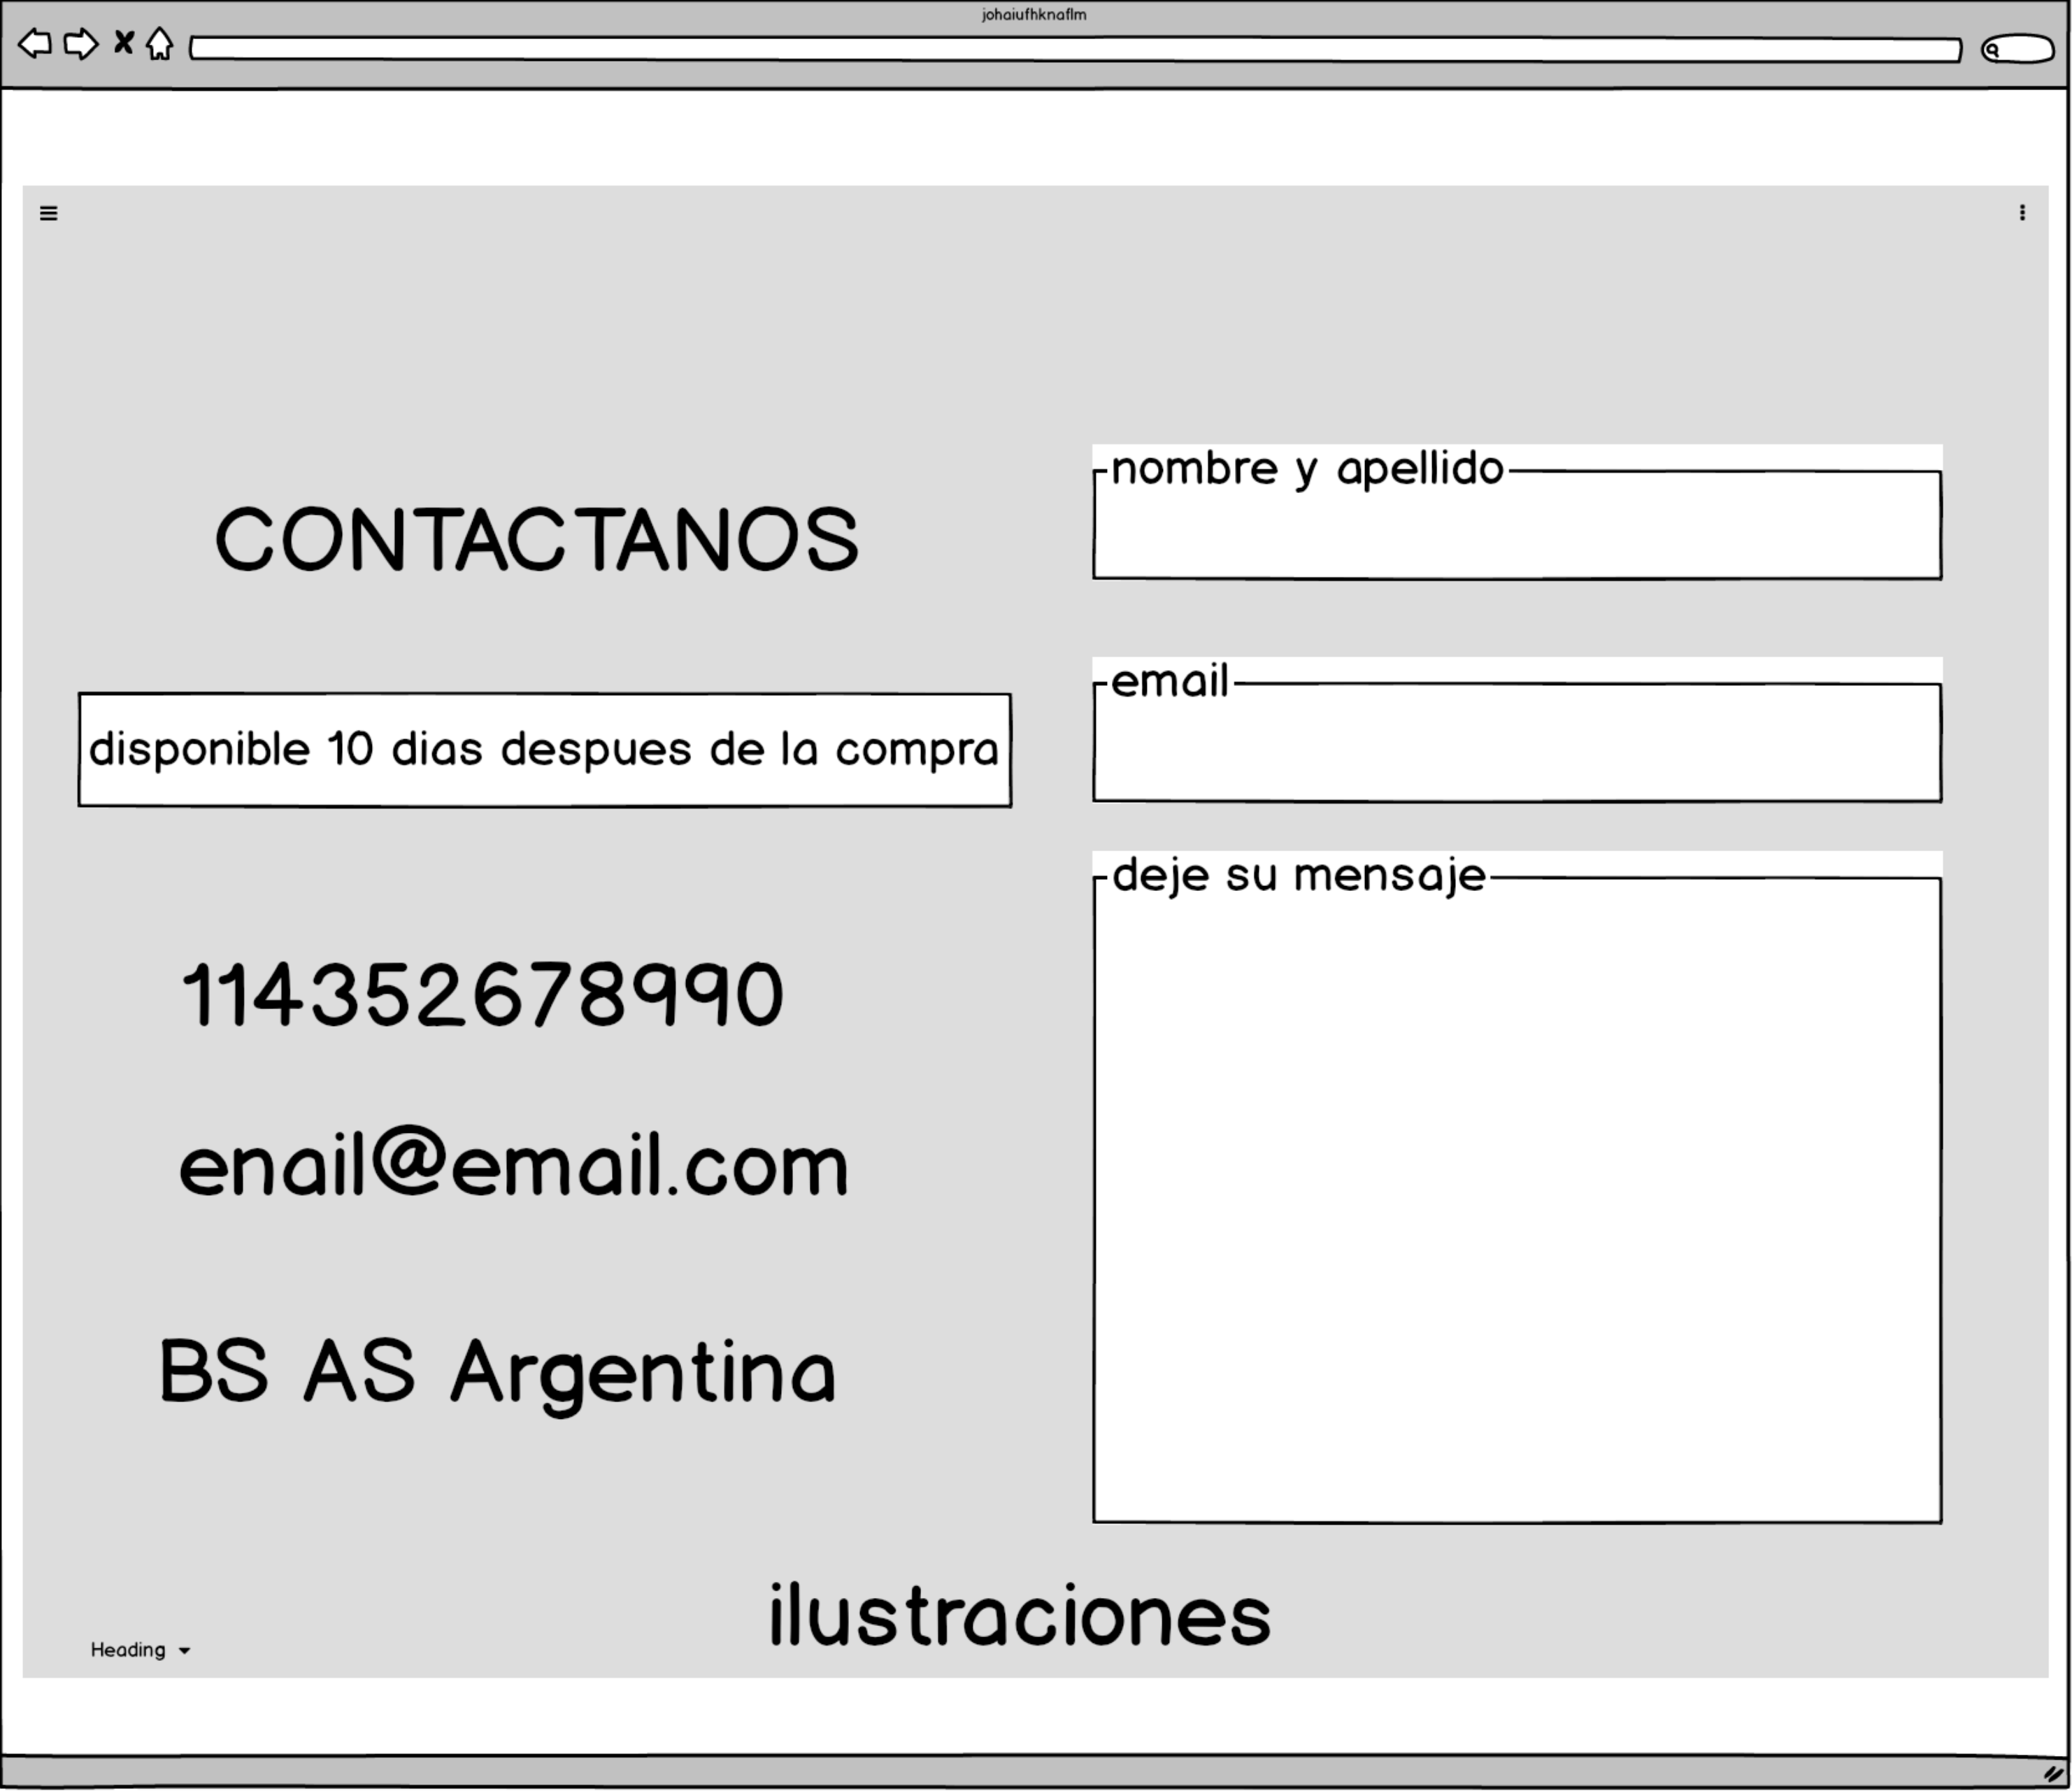 johaiufhknaflm
CONTACTANOS
disponible 10 dias despues de la compra
114352678990
enail@email.com
BS AS Argentina
nombre y apellido
email
deje su mensaje
ilustraciones
Heading